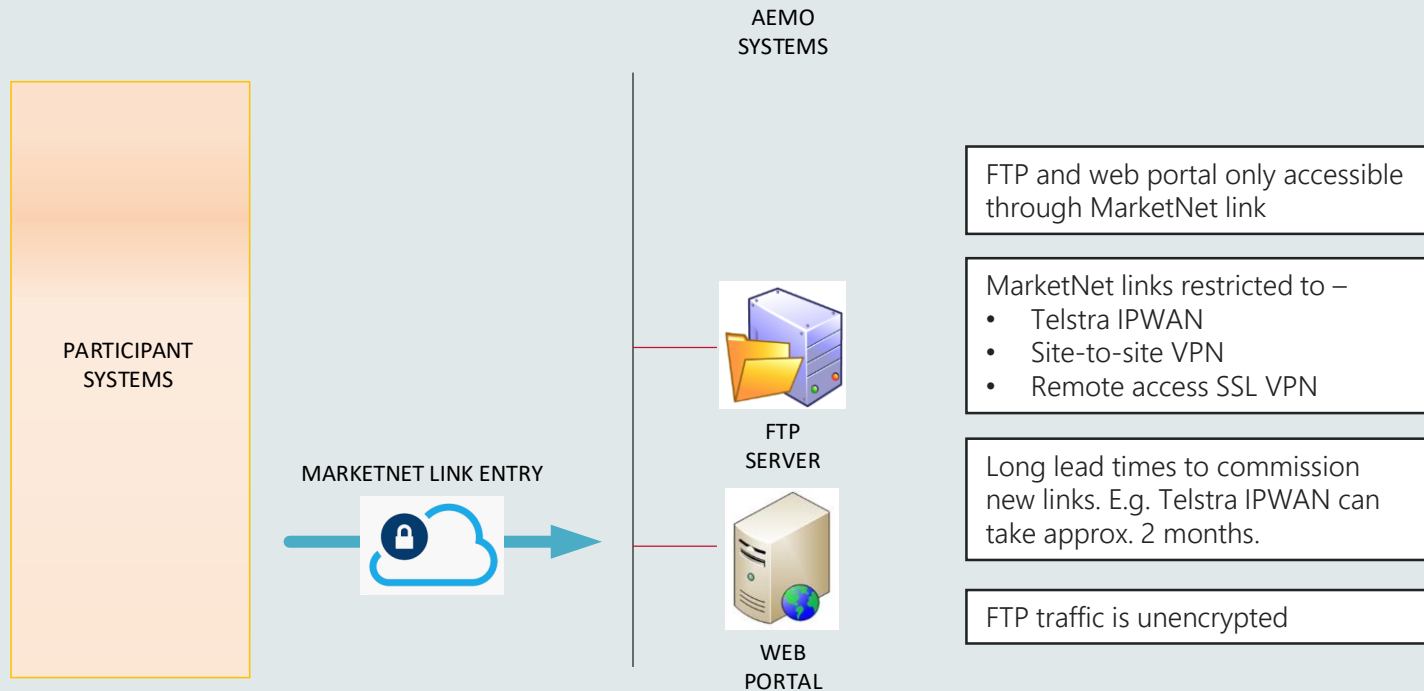 AEMO
SYSTEMS
PARTICIPANT
SYSTEMS
MARKETNET LINK ENTRY
FTP
SERVER
WEB
PORTAL
FTP and web portal only accessible
through MarketNet link
MarketNet links restricted to –
• Telstra IPWAN
• Site-to-site VPN
• Remote access SSL VPN
Long lead times to commission
new links. E.g. Telstra IPWAN can
take approx. 2 months.
FTP traffic is unencrypted